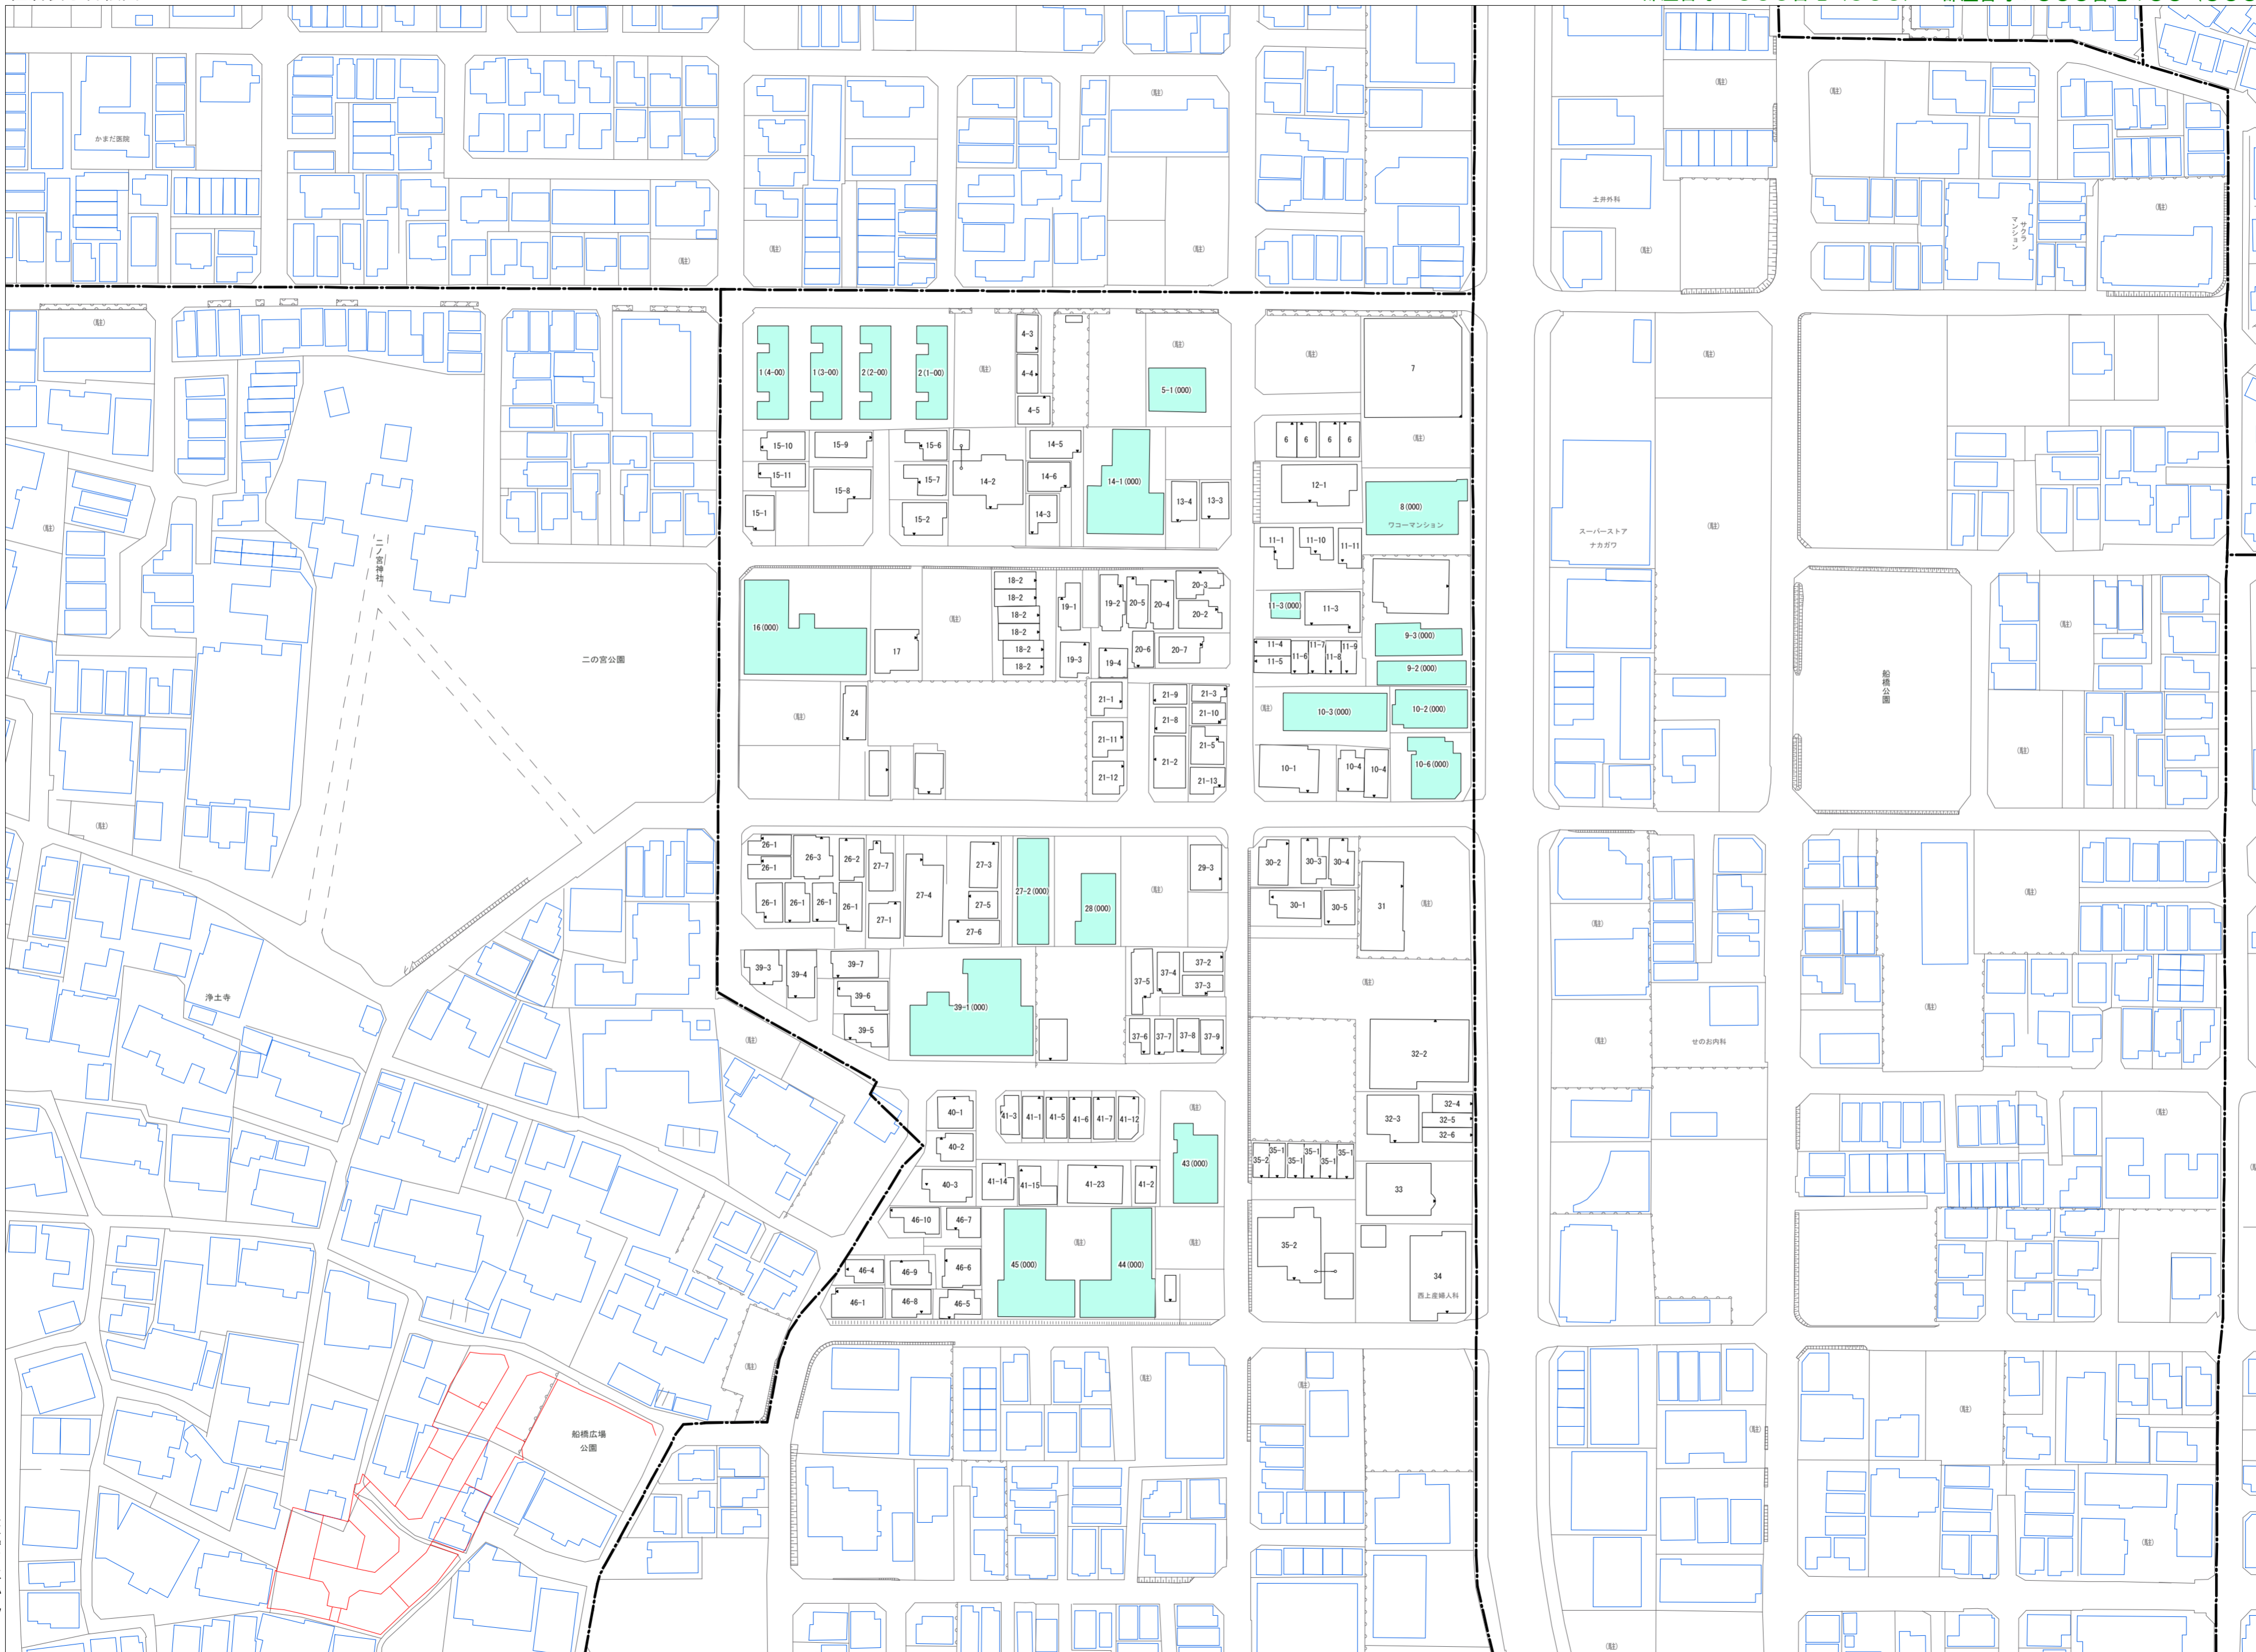 かまだ医院
(駐)
(駐)
(駐)
(駐)
(駐)
(駐)
(駐)
土井外科
サクラ
マンション
(駐)
(駐)
(駐)
4-3
(駐)
(駐)
(駐)
(駐)
7
1(4-00)
1(3-00)
2(2-00)
2(1-00)
4-4
5-1(000)
4-5
15-10
15-9
15-6
14-5
6
6
6
6
(駐)
15-11
15-8
15-7
14-2
14-6
14-1(000)
12-1
15-1
15-2
14-3
13-4
13-3
8(000)
ワコーマンション
(駐)
スーパーストア
ナカガワ
(駐)
二ノ宮神社
11-1
11-10
11-11
18-2
18-2
18-2
18-2
18-2
18-2
19-1
19-2
20-5
20-4
20-3
20-2
11-3(000)
11-3
16(000)
17
(駐)
9-3(000)
(駐)
二の宮公園
19-3
19-4
20-6
20-7
11-4
11-5
11-6
11-7
11-8
11-9
9-2(000)
船橋公園
(駐)
24
21-1
21-9
21-3
21-8
21-10
(駐)
10-3(000)
10-2(000)
21-11
21-2
21-5
(駐)
21-12
21-13
10-1
10-4
10-4
10-6(000)
(駐)
26-1
26-1
26-3
26-2
27-7
27-4
27-3
29-3
30-2
30-3
30-4
27-2(000)
(駐)
(駐)
26-1
26-1
26-1
26-1
27-1
27-5
27-6
28(000)
30-1
30-5
31
(駐)
(駐)
39-3
39-4
39-7
37-5
37-4
37-2
37-3
(駐)
浄土寺
39-6
39-1(000)
(駐)
39-5
37-6
37-7
37-8
37-9
(駐)
(駐)
せのお内科
32-2
40-1
41-3
41-1
41-5
41-6
41-7
41-12
(駐)
32-3
32-4
32-5
32-6
(駐)
40-2
43(000)
35-2
35-1
35-1
35-1
35-1
35-1
40-3
41-14
41-15
41-23
41-2
33
46-10
46-7
(駐)
(駐)
35-2
46-4
46-9
46-6
45(000)
44(000)
34
西上産婦人科
46-1
46-8
46-5
(駐)
(駐)
(駐)
(駐)
船橋広場
公園
(駐)
(駐)
(駐)